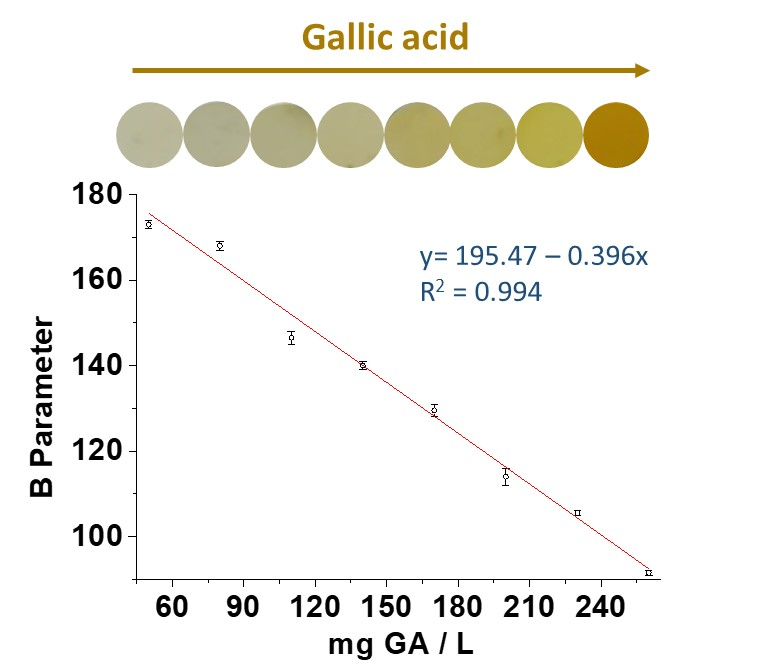 Gallic acid
180
160
140
120
100
B Parameter
y= 195.47 – 0.396x
R² = 0.994
60 90 120 150 180 210 240
mg GA / L